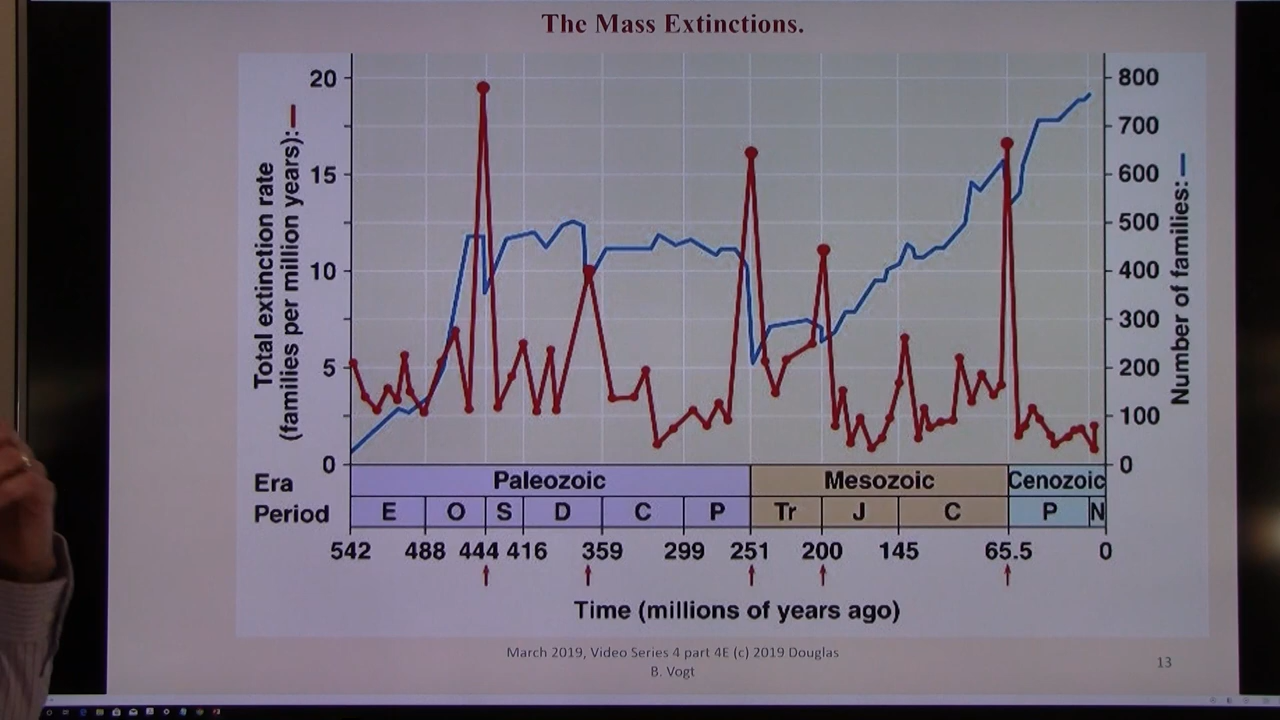 The Mass Extinctions.
20
15
10
5
0
Total extinction rate
(families per million years):
800
700
600
500
400
300
200
100
0
Number of families:
Era
Paleozoic
Mesozoic
Cenozoic
Period
E
O
S
D
C
P
Tr
J
C
P
N
542
488
444
416
359
299
251
200
145
65.5
0
Time (millions of years ago)
March 2019, Video Series 4 part 4E (c) 2019 Douglas
B. Vogt
13